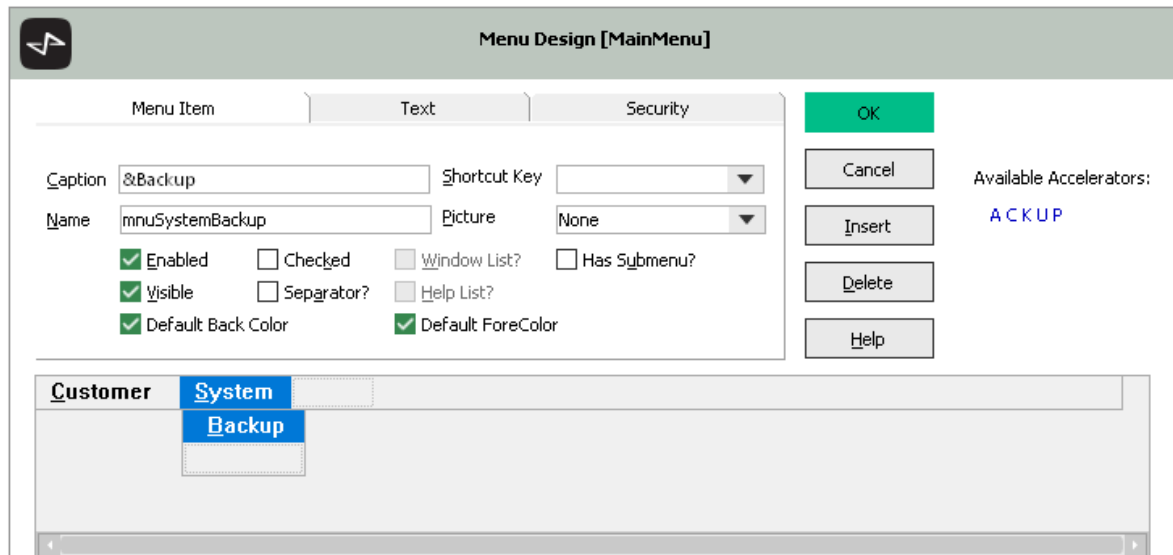 Menu Design [MainMenu]
Menu Item Text Security
OK
Caption &Backup Shortcut Key
Cancel
Available Accelerators:
Name mnuSystemBackup Picture None
Insert
A C K U P
Enabled Checked Window List? Has Submenu?
Visible Separator? Help List?
Delete
Default Back Color Default ForeColor
Help
Customer System
Backup